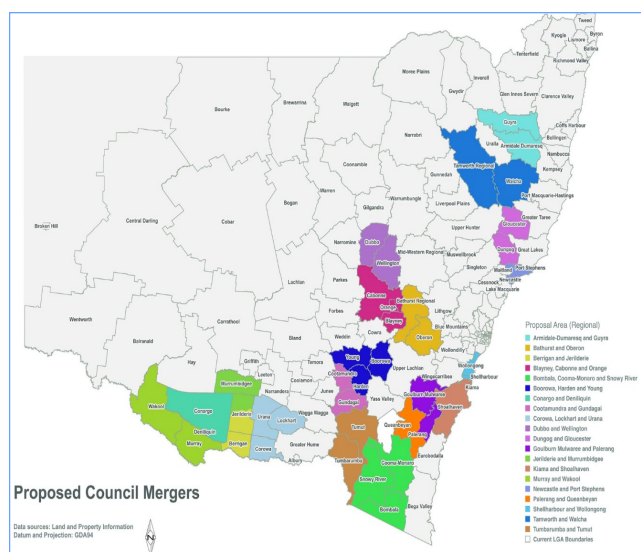 Tweed
Kyogle
Byron
Lismore
Ballina
Tenterfield
Richmond Valley
Moree Plains
Inverell
Gwydir
Glen Innes Severn
Clarence Valley
Bourke
Brewarrina
Walgett
Narrabri
Guyra
Coffs Harbour
Uralla
Armidale Dumaresq
Bellingen
Nambucca
Coonamble
Tamworth Regional
Gunnedah
Walcha
Kempsey
Port Macquarie-Hastings
Warren
Warrumbungle
Liverpool Plains
Bogan
Gilgandra
Cobar
Central Darling
Broken Hill
Greater Taree
Gloucester
Upper Hunter
Narromine
Dubbo
Mid-Western Regional
Wellington
Muswellbrook
Dungog
Great Lakes
Singleton
Maitland
Port Stephens
Newcastle
Cessnock
Lake Macquarie
Lachlan
Parkes
Cabonne
Bathurst Regional
Orange
Forbes
Blayney
Lithgow
Wentworth
Carrathool
Bland
Cowra
Oberon
Blue Mountains
Balranald
Weddin
Wollondilly
Hay
Griffith
Temora
Young
Boorowa
Leeton
Coolamon
Cootamundra
Upper Lachlan
Wingecarribee
Wollongong
Shellharbour
Kiama
Narrandera
Junee
Harden
Murrumbidgee
Wakool
Conargo
Jerilderie
Urana
Lockhart
Wagga Wagga
Gundagai
Yass Valley
Goulburn Mulwaree
Shoalhaven
Deniliquin
Murray
Berrigan
Corowa
Greater Hume
Albury
Tumut
Queanbeyan
Palerang
Tumbarumba
Eurobodalla
Cooma-Monaro
Snowy River
Bombala
Bega Valley
Proposal Area (Regional)
Armidale-Dumaresq and Guyra
Bathurst and Oberon
Berrigan and Jerilderie
Blayney, Cabonne and Orange
Bombala, Cooma-Monaro and Snowy River
Boorowa, Harden and Young
Conargo and Deniliquin
Cootamundra and Gundagai
Corowa, Lockhart and Urana
Dubbo and Wellington
Dungog and Gloucester
Goulburn Mulwaree and Palerang
Jerilderie and Murrumbidgee
Kiama and Shoalhaven
Murray and Wakool
Newcastle and Port Stephens
Palerang and Queanbeyan
Shellharbour and Wollongong
Tamworth and Walcha
Tumbarumba and Tumut
Current LGA Boundaries
Proposed Council Mergers
Data sources: Land and Property Information
Datum and Projection: GDA94